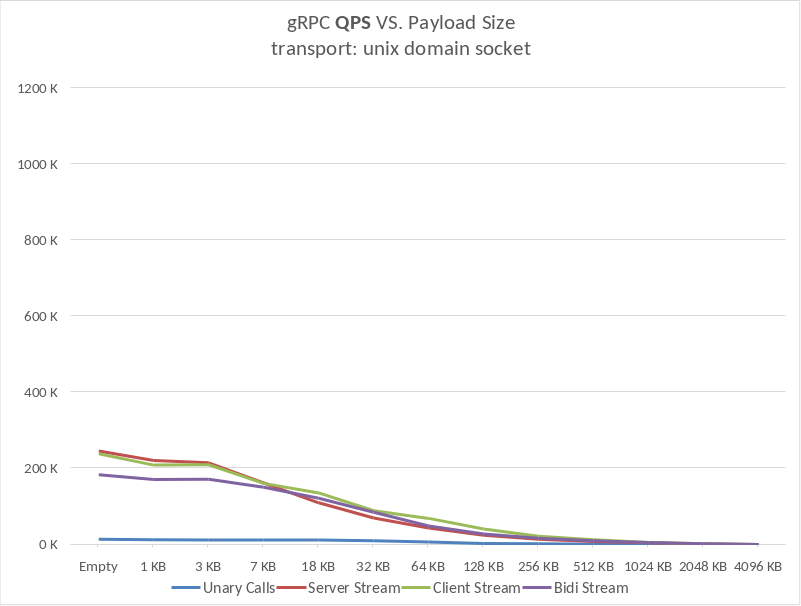 gRPC QPS VS. Payload Size
transport: unix domain socket
1200 K
1000 K
800 K
600 K
400 K
200 K
0 K
Empty 1 KB 3 KB 7 KB 18 KB 32 KB 64 KB 128 KB 256 KB 512 KB 1024 KB 2048 KB 4096 KB
Unary Calls Server Stream Client Stream Bidi Stream